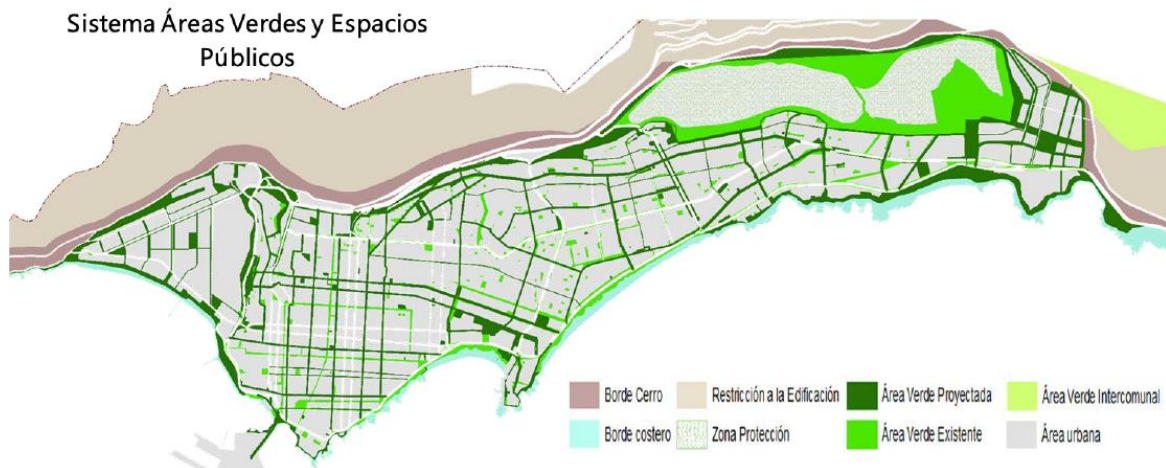 Sistema Áreas Verdes y Espacios
Públicos
Borde Cerro
Restricción a la Edificación
Área Verde Proyectada
Área Verde Intercomunal
Borde costero
Zona Protección
Área Verde Existente
Área urbana